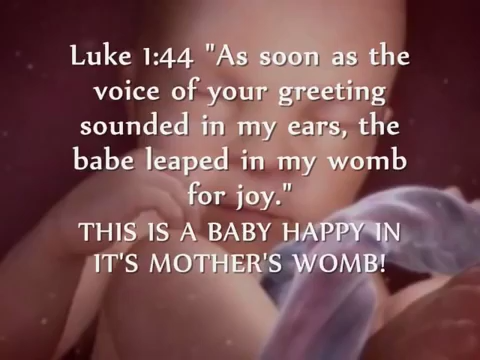 Luke 1:44 "As soon as the
voice of your greeting
sounded in my ears, the
babe leaped in my womb
for joy."
THIS IS A BABY HAPPY IN
IT'S MOTHER'S WOMB!